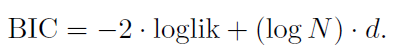 BIC = −2 · loglik + (log N) · d.